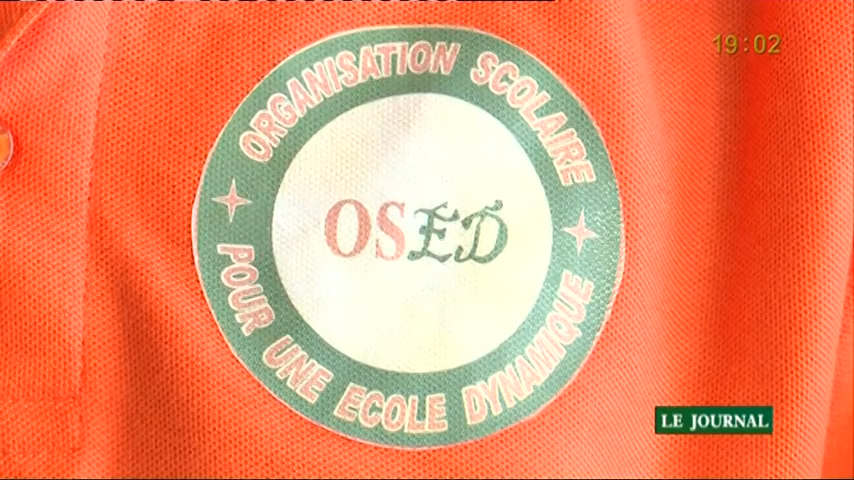 19:02
ORGANISATION SCOLAIRE
OSED
POUR UNE ECOLE DYNAMIQUE
LE JOURNAL